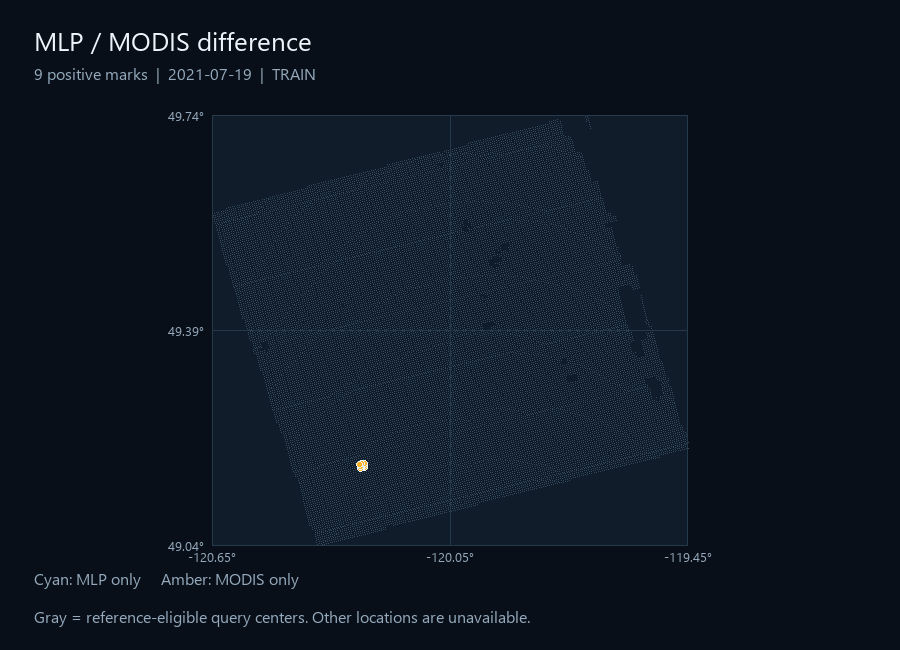 MLP / MODIS difference
9 positive marks | 2021-07-19 | TRAIN
49.74°
49.39°
49.04°
-120.65° -120.05° -119.45°
Cyan: MLP only Amber: MODIS only
Gray = reference-eligible query centers. Other locations are unavailable.